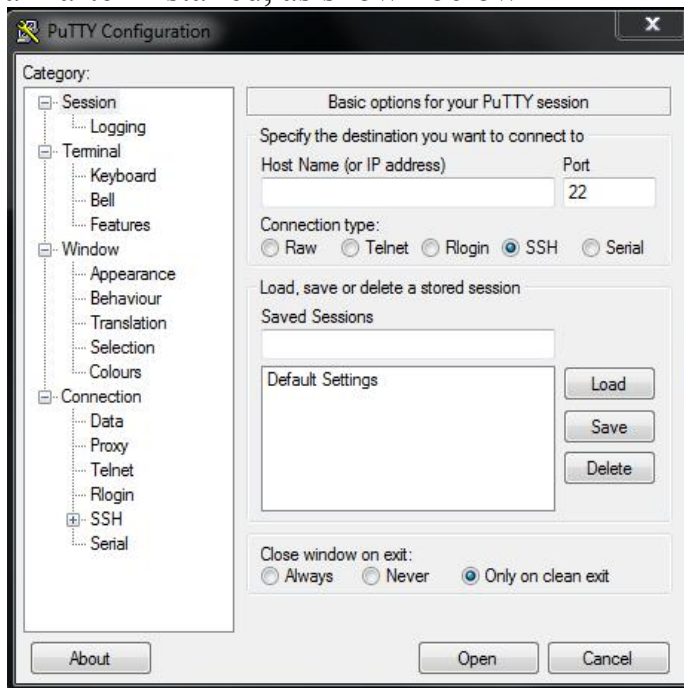 PuTTY Configuration
X
Category:
Session
Logging
Terminal
Keyboard
Bell
Features
Window
Appearance
Behaviour
Translation
Selection
Colours
Connection
Data
Proxy
Telnet
Rlogin
SSH
Serial
Basic options for your PuTTY session
Specify the destination you want to connect to
Host Name (or IP address) Port
22
Connection type:
Raw Telnet Rlogin SSH Serial
Load, save or delete a stored session
Saved Sessions
Default Settings
Load
Save
Delete
Close window on exit:
Always Never Only on clean exit
About Open Cancel